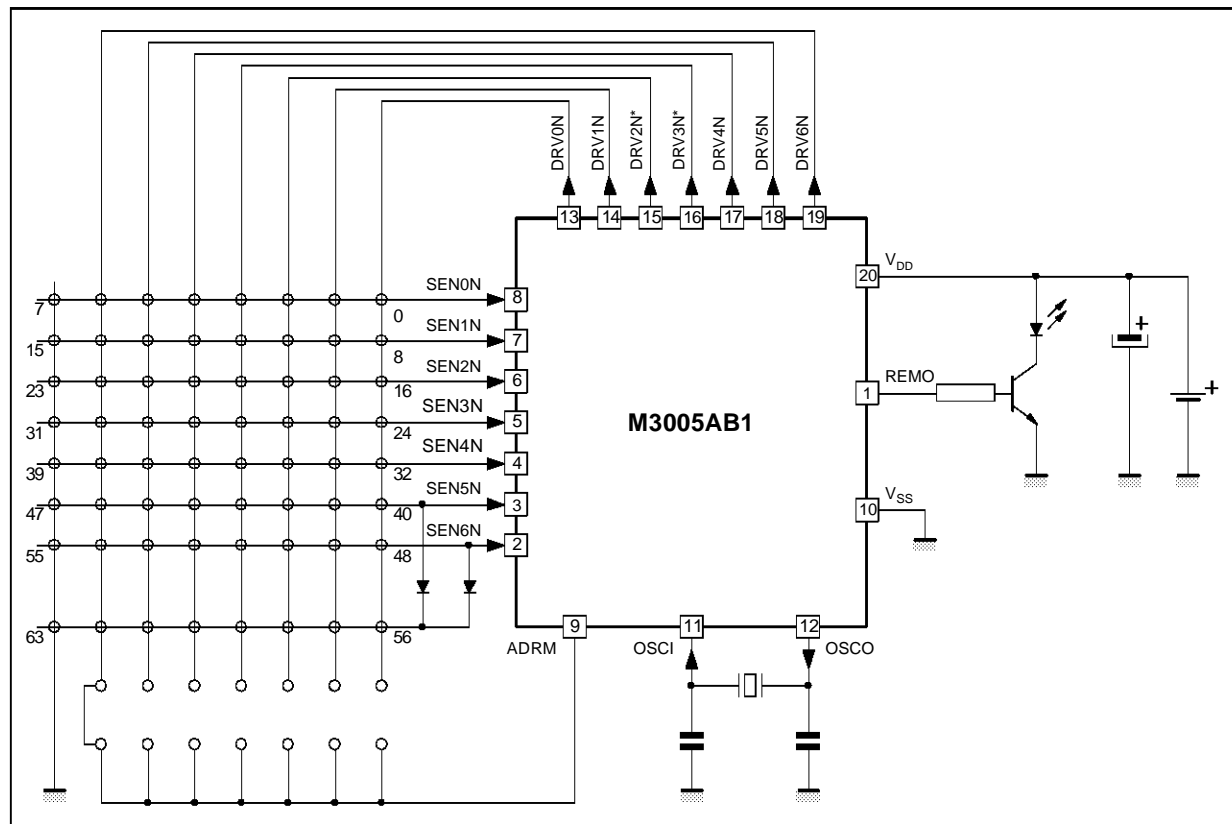 DRV0N
DRV1N
DRV2N*
DRV3N*
DRV4N
DRV5N
DRV6N
13 14 15 16 17 18 19
20 VDD
SEN0N 8
7 0
SEN1N 7
15 8
SEN2N 6
23 16
SEN3N 5
31 24
SEN4N 4
39 32
SEN5N 3
47 40
SEN6N 2
55 48
63 56
M3005AB1
1 REMO
+
+
10 VSS
9 11 12
ADRM OSCI OSCO